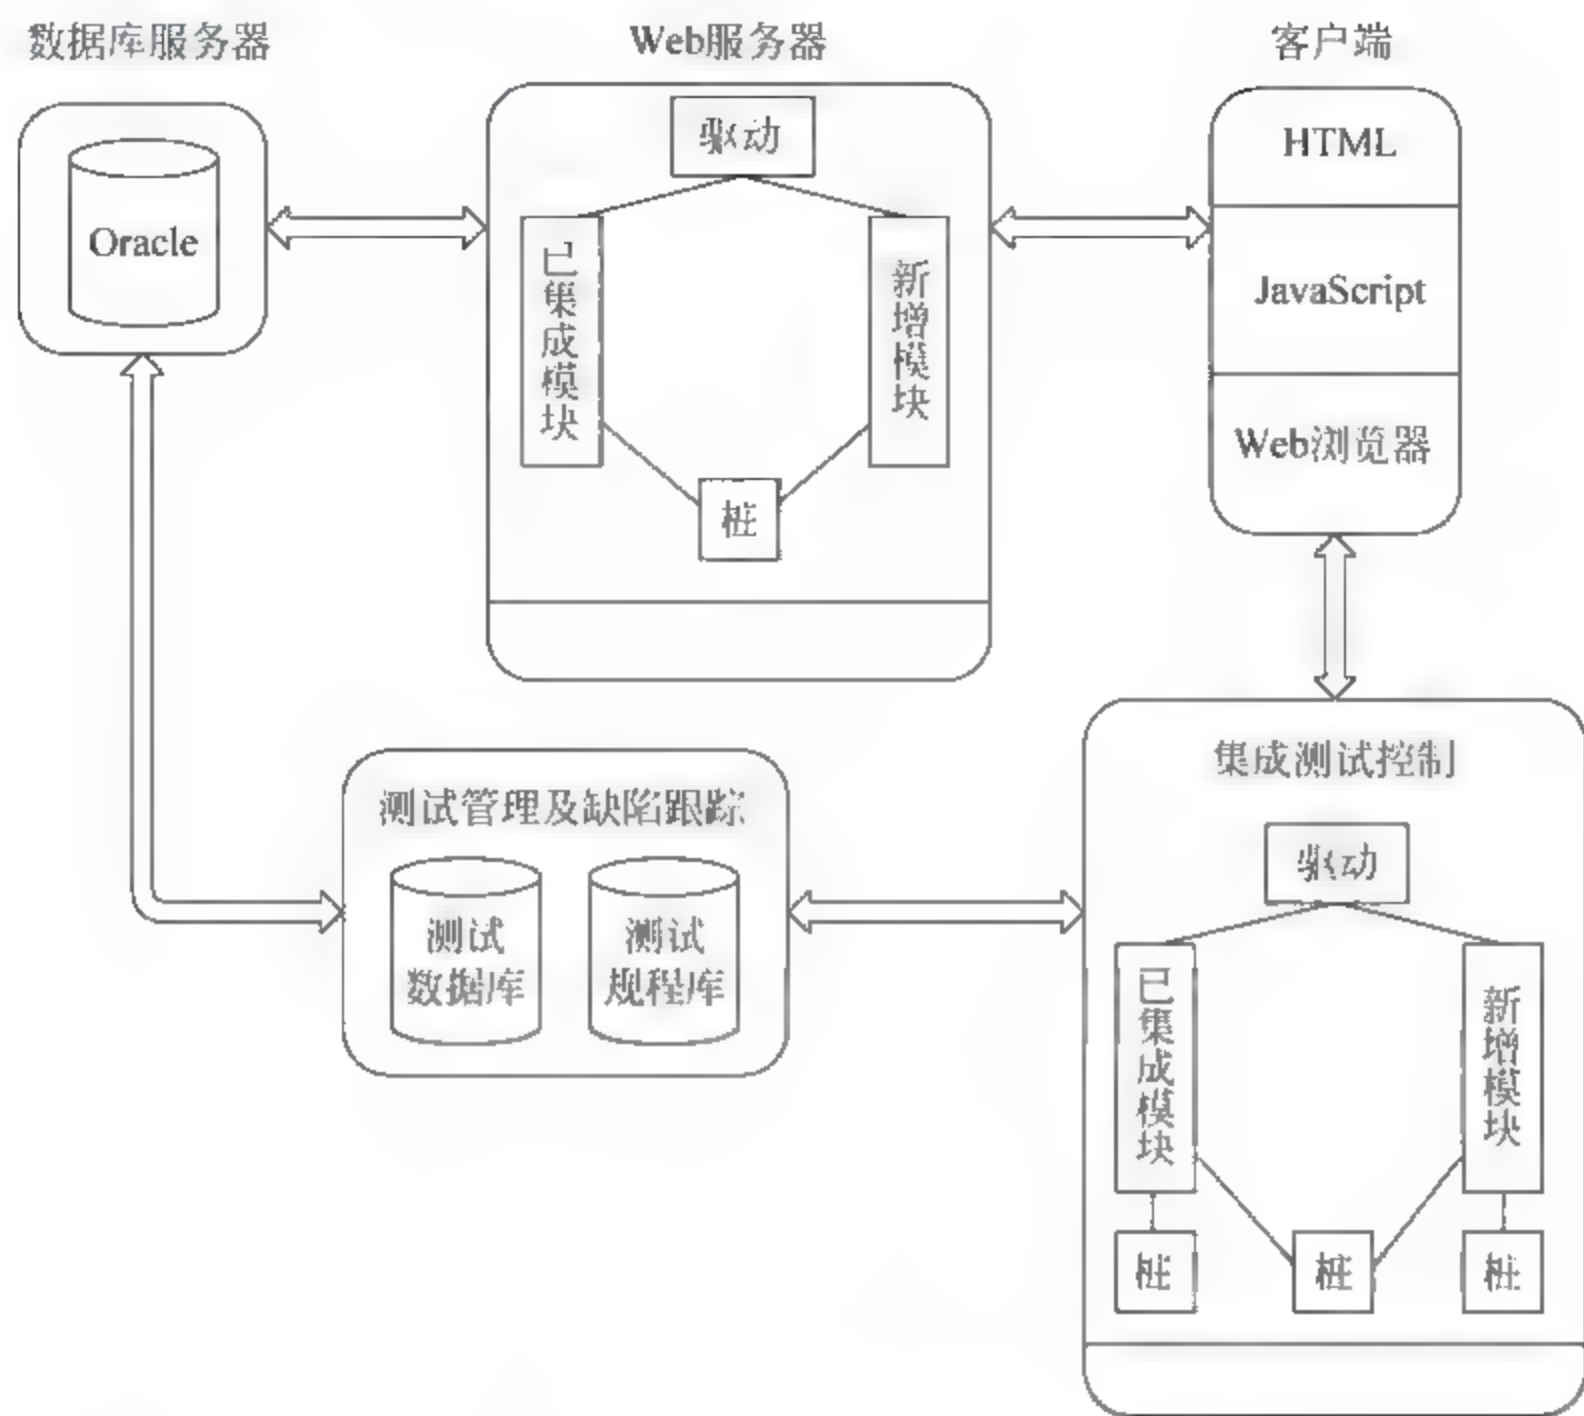 数据库服务器
Web服务器
客户端
Oracle
驱动
已集成模块
新增模块
桩
HTML
JavaScript
Web浏览器
测试管理及缺陷跟踪
测试
数据库
测试
规程库
集成测试控制
驱动
已集成模块
新增模块
桩
桩
桩